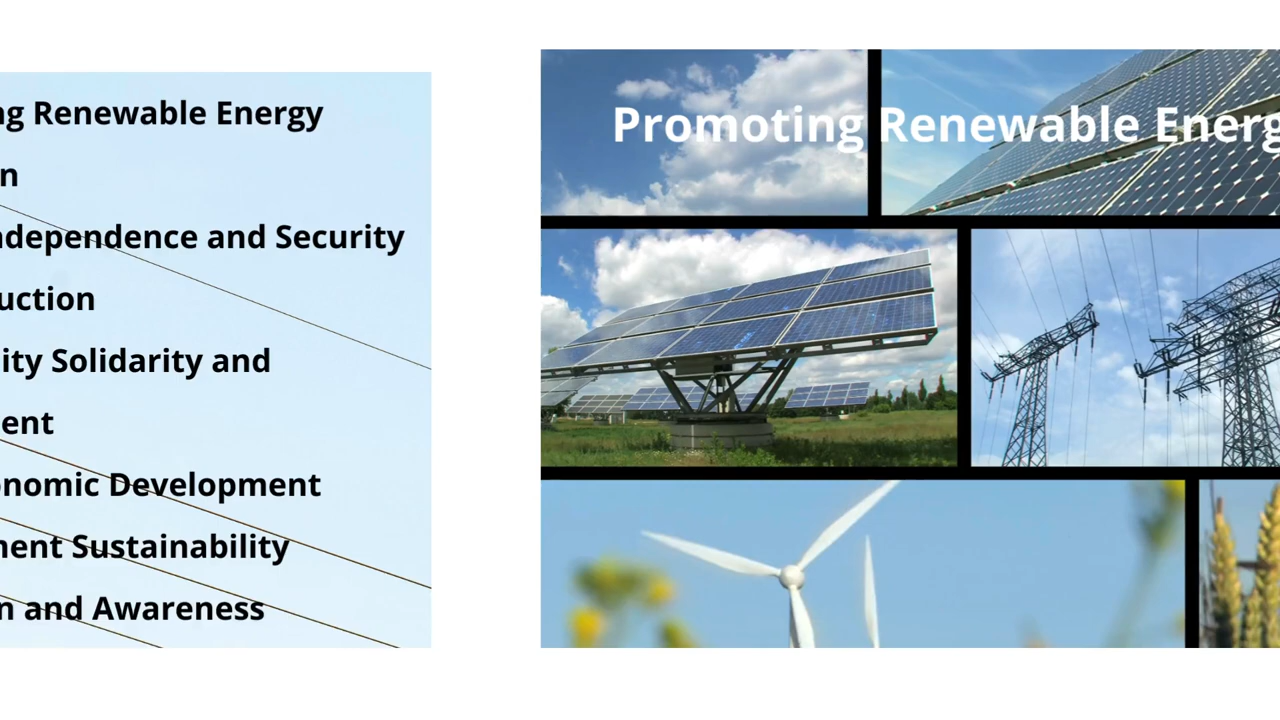 ng Renewable Energy
n
ndependence and Security
uction
ity Solidarity and
ent
onomic Development
ment Sustainability
n and Awareness
Promoting Renewable Energ